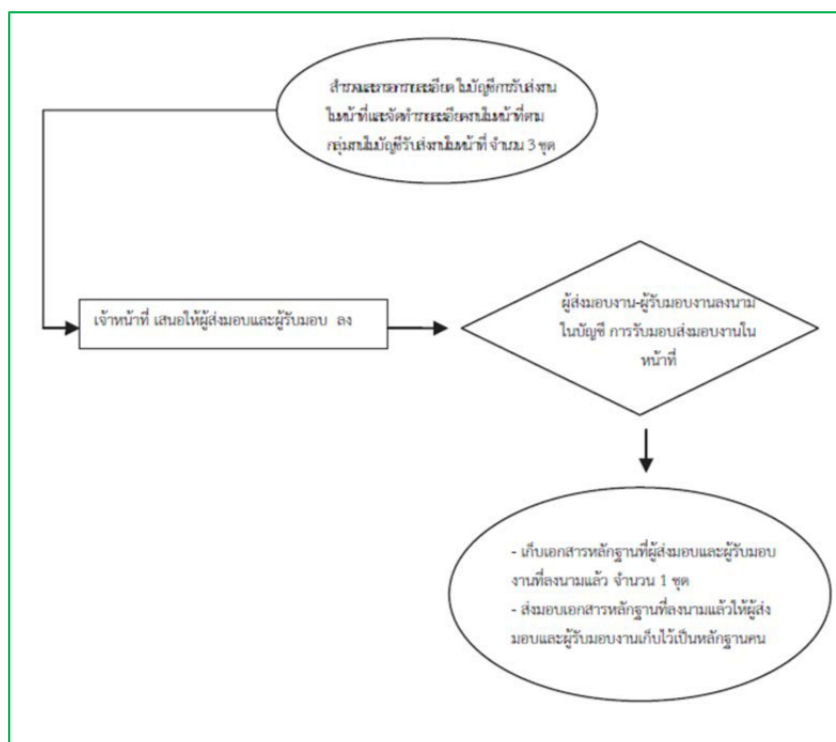 สำรวจและกรอกรายละเอียด ในบัญชีการรับส่งงาน
ในหน้าที่และจัดทำรายละเอียดงานในหน้าที่ตาม
กลุ่มงานในบัญชีรับส่งงานในหน้าที่ จำนวน 3 ชุด
เจ้าหน้าที่ เสนอให้ผู้ส่งมอบและผู้รับมอบ ลง
ผู้ส่งมอบงาน-ผู้รับมอบงานลงนาม
ในบัญชี การรับมอบส่งมอบงานใน
หน้าที่
- เก็บเอกสารหลักฐานที่ผู้ส่งมอบและผู้รับมอบ
งานที่ลงนามแล้ว จำนวน 1 ชุด
- ส่งมอบเอกสารหลักฐานที่ลงนามแล้วให้ผู้ส่ง
มอบและผู้รับมอบงานเก็บไว้เป็นหลักฐานคน